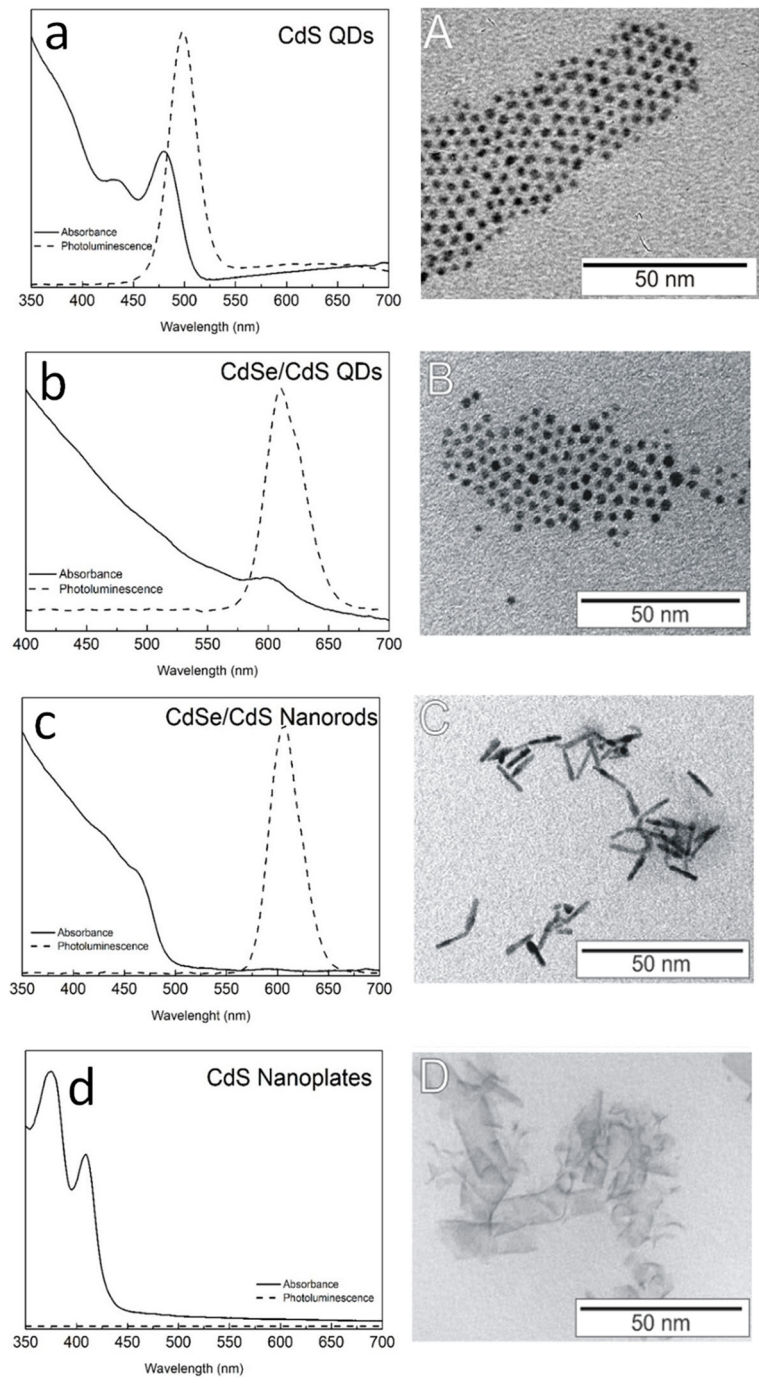 a
CdS QDs
Absorbance
Photoluminescence
350 400 450 500 550 600 650 700
Wavelength (nm)
A
50 nm
b
CdSe/CdS QDs
Absorbance
Photoluminescence
400 450 500 550 600 650 700
Wavelength (nm)
B
50 nm
c
CdSe/CdS Nanorods
Absorbance
Photoluminescence
350 400 450 500 550 600 650 700
Wavelenght (nm)
C
50 nm
d
CdS Nanoplates
Absorbance
Photoluminescence
350 400 450 500 550 600 650 700
Wavelength (nm)
D
50 nm